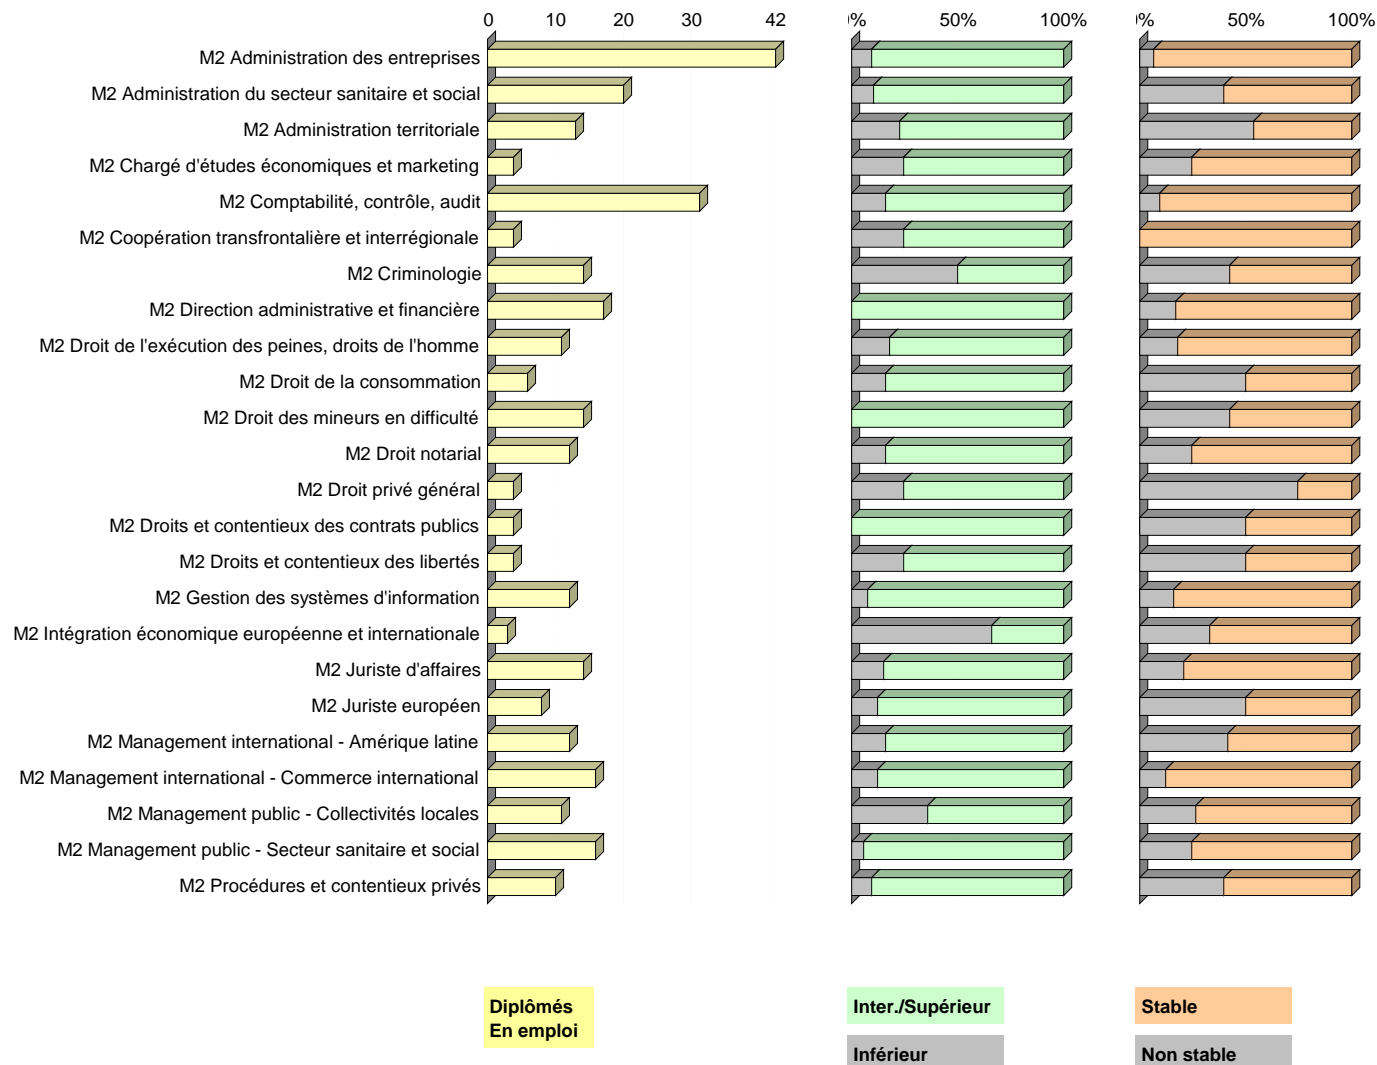 0 10 20 30 42 0% 50% 100% 0% 50% 100%
M2 Administration des entreprises
M2 Administration du secteur sanitaire et social
M2 Administration territoriale
M2 Chargé d'études économiques et marketing
M2 Comptabilité, contrôle, audit
M2 Coopération transfrontalière et interrégionale
M2 Criminologie
M2 Direction administrative et financière
M2 Droit de l'exécution des peines, droits de l'homme
M2 Droit de la consommation
M2 Droit des mineurs en difficulté
M2 Droit notarial
M2 Droit privé général
M2 Droits et contentieux des contrats publics
M2 Droits et contentieux des libertés
M2 Gestion des systèmes d'information
M2 Intégration économique européenne et internationale
M2 Juriste d'affaires
M2 Juriste européen
M2 Management international - Amérique latine
M2 Management international - Commerce international
M2 Management public - Collectivités locales
M2 Management public - Secteur sanitaire et social
M2 Procédures et contentieux privés
Diplômés
En emploi
Inter./Supérieur
Inférieur
Stable
Non stable